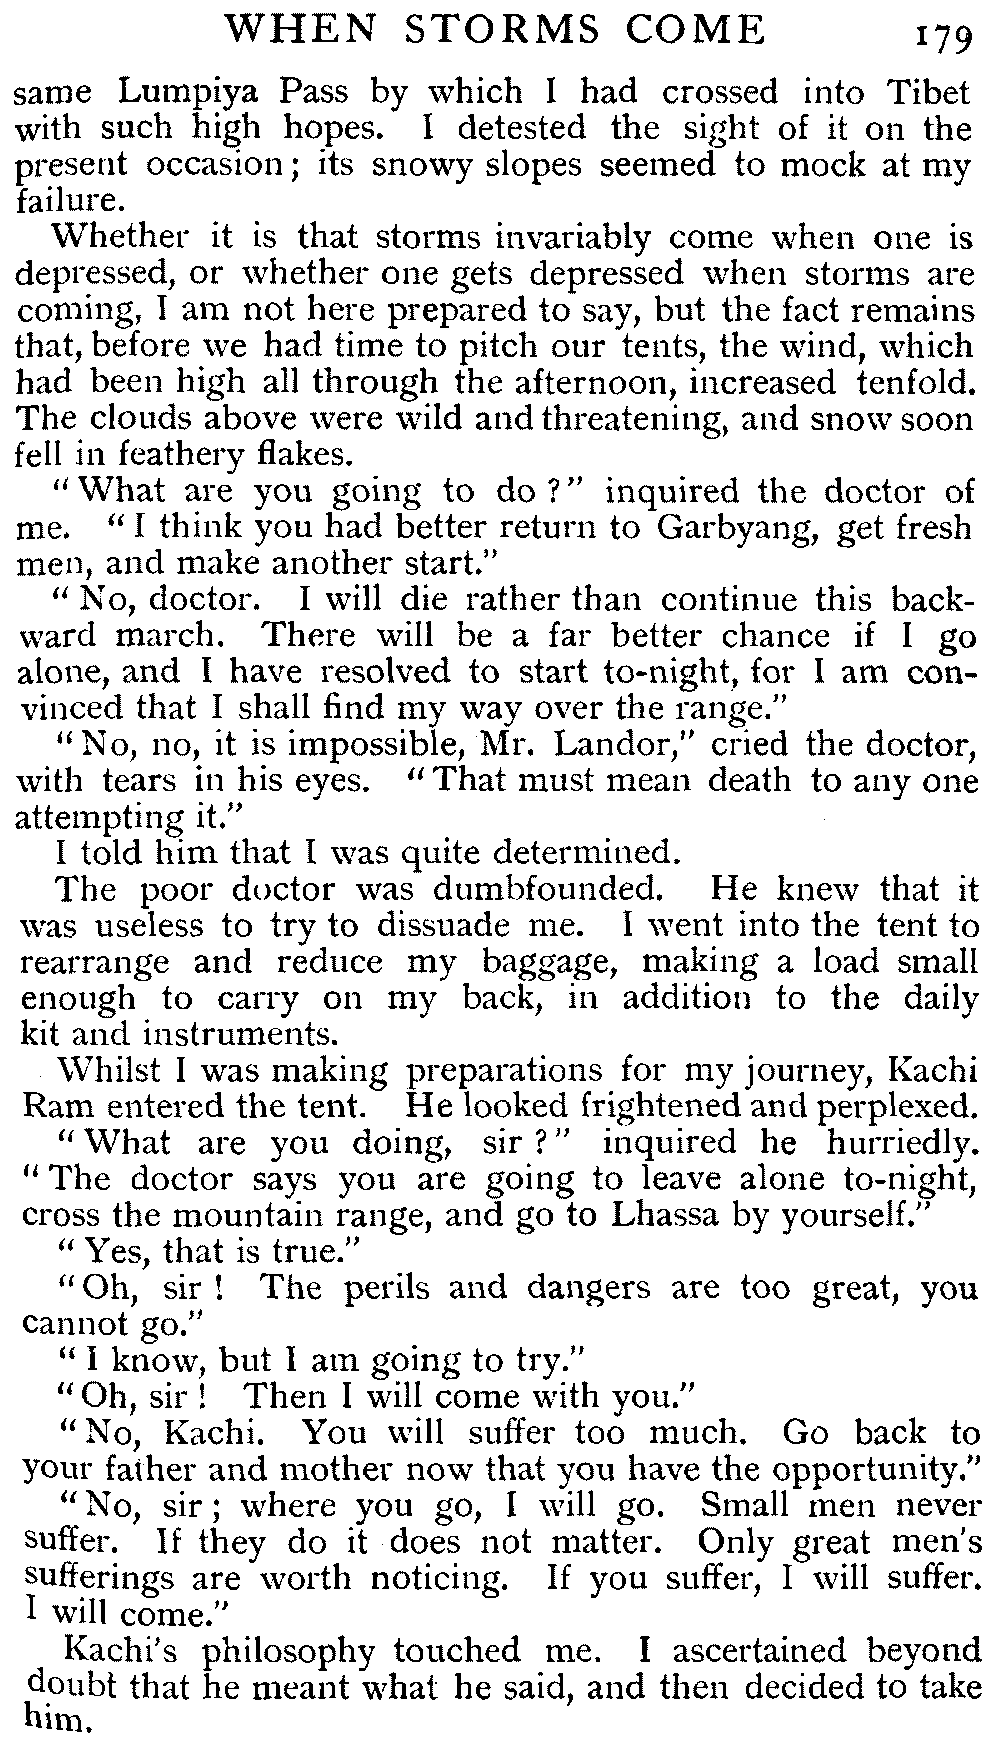 WHEN STORMS COME 179
same Lumpiya Pass by which I had crossed into Tibet
with such high hopes. I detested the sight of it on the
present occasion; its snowy slopes seemed to mock at my
failure.
Whether it is that storms invariably come when one is
depressed, or whether one gets depressed when storms are
coming, I am not here prepared to say, but the fact remains
that, before we had time to pitch our tents, the wind, which
had been high all through the afternoon, increased tenfold.
The clouds above were wild and threatening, and snow soon
fell in feathery flakes.
"What are you going to do?" inquired the doctor of
me. "I think you had better return to Garbyang, get fresh
men, and make another start."
"No, doctor. I will die rather than continue this back-
ward march. There will be a far better chance if I go
alone, and I have resolved to start to-night, for I am con-
vinced that I shall find my way over the range."
"No, no, it is impossible, Mr. Landor," cried the doctor,
with tears in his eyes. "That must mean death to any one
attempting it."
I told him that I was quite determined.
The poor doctor was dumbfounded. He knew that it
was useless to try to dissuade me. I went into the tent to
rearrange and reduce my baggage, making a load small
enough to carry on my back, in addition to the daily
kit and instruments.
Whilst I was making preparations for my journey, Kachi
Ram entered the tent. He looked frightened and perplexed.
"What are you doing, sir?" inquired he hurriedly.
"The doctor says you are going to leave alone to-night,
cross the mountain range, and go to Lhassa by yourself."
"Yes, that is true."
"Oh, sir! The perils and dangers are too great, you
cannot go."
"I know, but I am going to try."
"Oh, sir! Then I will come with you."
"No, Kachi. You will suffer too much. Go back to
your father and mother now that you have the opportunity."
"No, sir; where you go, I will go. Small men never
suffer. If they do it does not matter. Only great men's
sufferings are worth noticing. If you suffer, I will suffer.
I will come."
Kachi's philosophy touched me. I ascertained beyond
doubt that he meant what he said, and then decided to take
him.